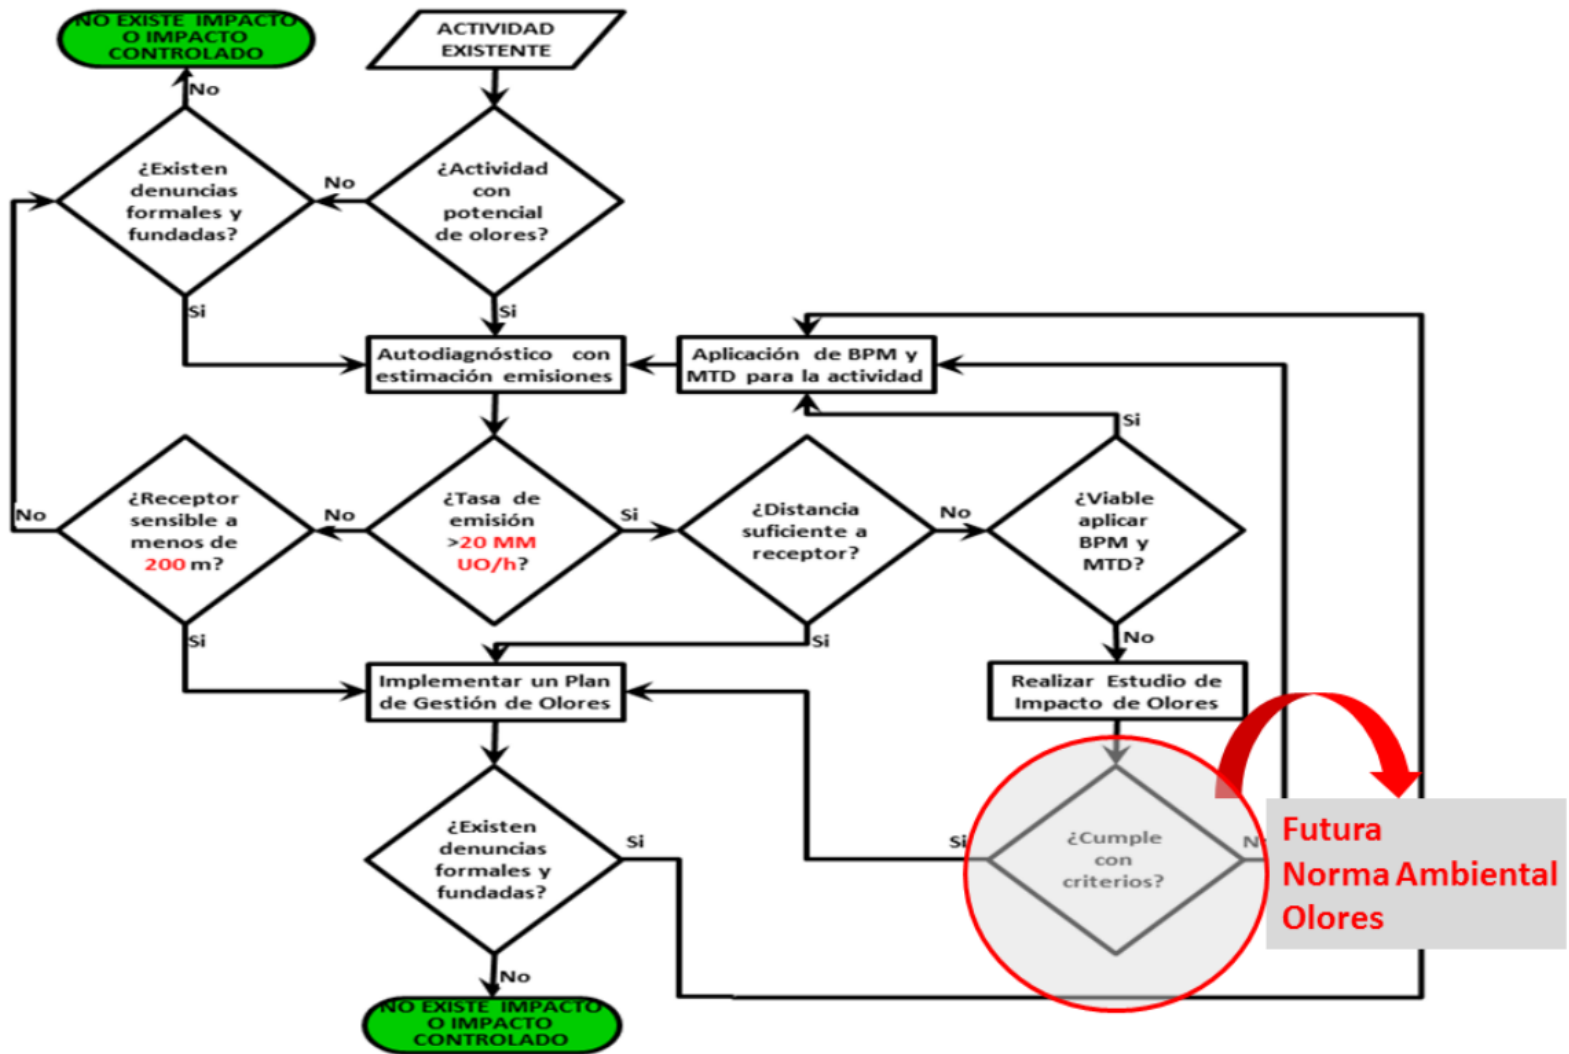 NO EXISTE IMPACTO
O IMPACTO
CONTROLADO
ACTIVIDAD
EXISTENTE
No
¿Existen
denuncias
formales y
fundadas?
No
¿Actividad
con
potencial
de olores?
Si
Si
Autodiagnóstico con
estimación emisiones
Aplicación de BPM y
MTD para la actividad
Si
No
¿Receptor
sensible a
menos de
200 m?
No
¿Tasa de
emisión
>20 MM
UO/h?
Si
¿Distancia
suficiente a
receptor?
No
¿Viable
aplicar
BPM y
MTD?
Si
Si
No
Implementar un Plan
de Gestión de Olores
Realizar Estudio de
Impacto de Olores
¿Existen
denuncias
formales y
fundadas?
Si
Si
¿Cumple
con
criterios?
Futura
Norma Ambiental
Olores
No
NO EXISTE IMPACTO
O IMPACTO
CONTROLADO